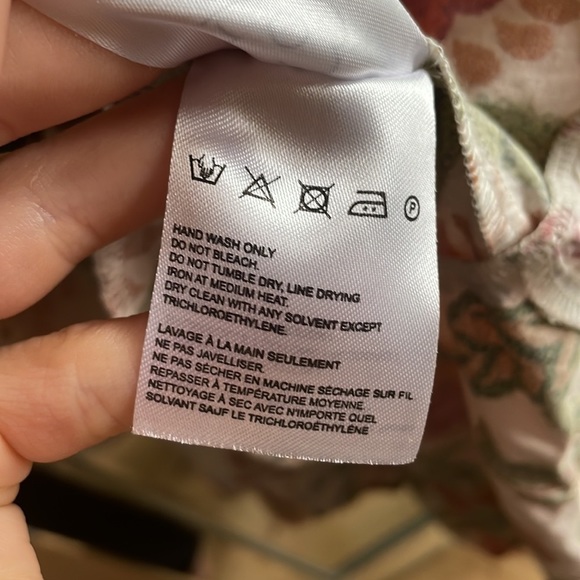 P
HAND WASH ONLY
DO NOT BLEACH.
DO NOT TUMBLE DRY, LINE DRYING
IRON AT MEDIUM HEAT.
DRY CLEAN WITH ANY SOLVENT EXCEPT
TRICHLOROETHYLENE.
LAVAGE À LA MAIN SEULEMENT
NE PAS JAVELLISER.
NE PAS SÉCHER EN MACHINE SÉCHAGE SUR FIL
REPASSER À TEMPÉRATURE MOYENNE.
NETTOYAGE À SEC AVEC N'IMPORTE QUEL
SOLVANT SAUF LE TRICHLOROÉTHYLÈNE